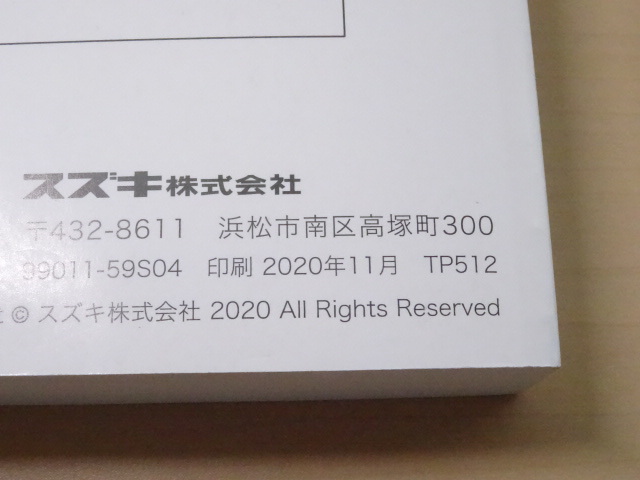 スズキ株式会社
〒432-8611 浜松市南区高塚町300
99011-59S04 印刷 2020年11月 TP512
© スズキ株式会社 2020 All Rights Reserved